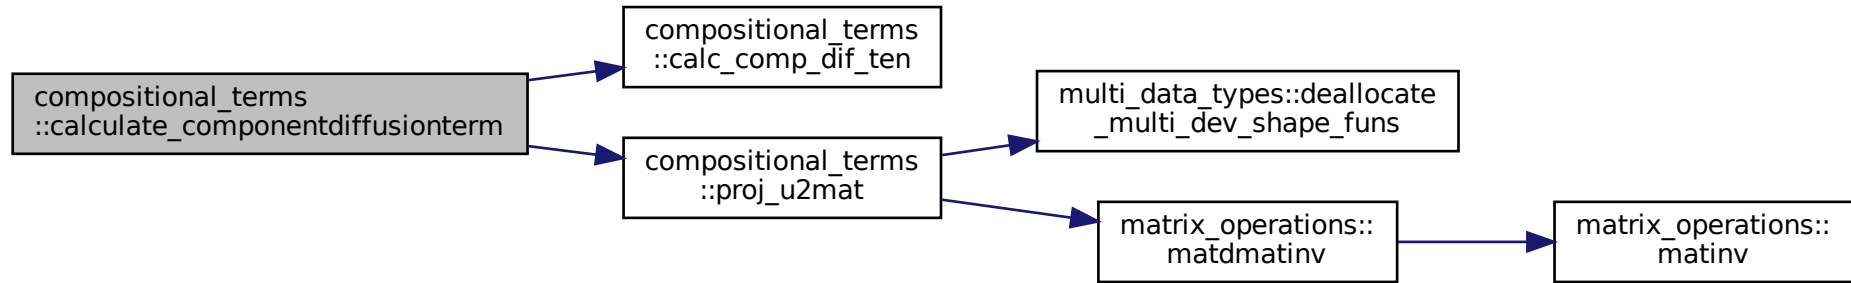 compositional_terms
::calculate_componentdiffusionterm
compositional_terms
::calc_comp_dif_ten
compositional_terms
::proj_u2mat
multi_data_types::deallocate
_multi_dev_shape_funs
matrix_operations::
matdmatinv
matrix_operations::
matinv